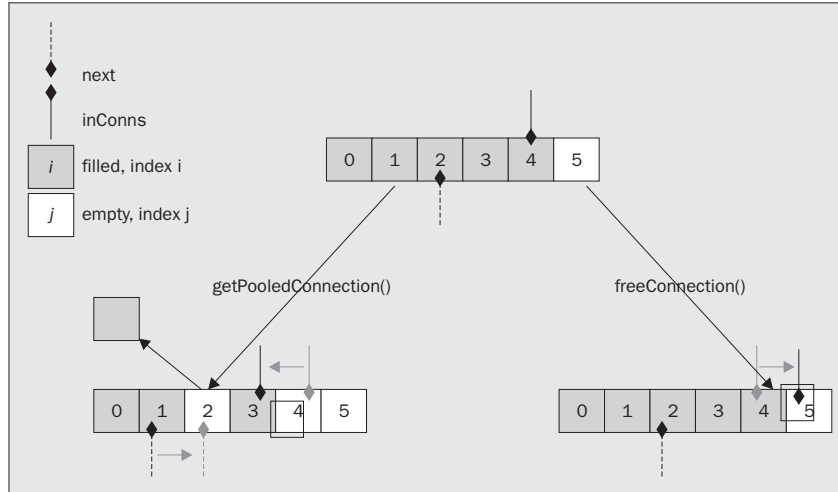 next
inConns
i filled, index i
j empty, index j
0 1 2 3 4 5
getPooledConnection()
freeConnection()
0 1 2 3 4 5
0 1 2 3 4 5